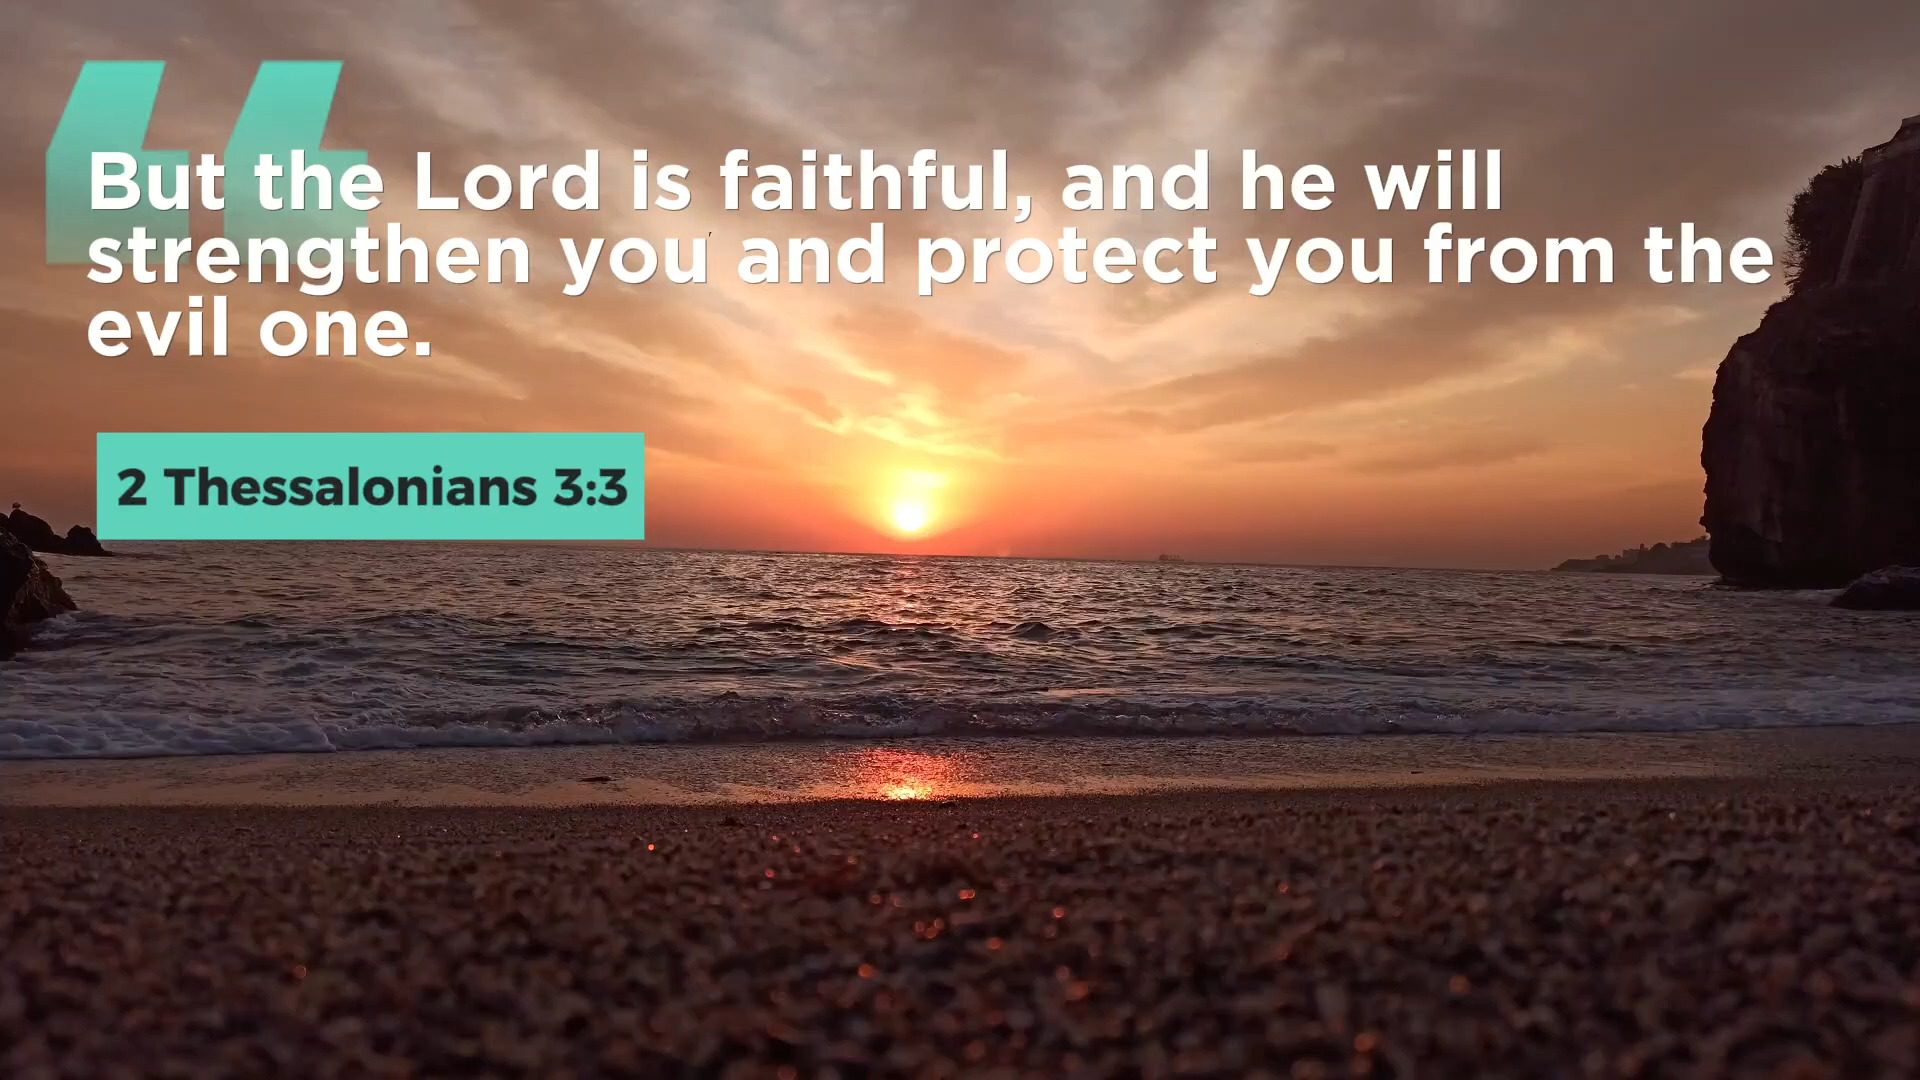 But the Lord is faithful, and he will
strengthen you and protect you from the
evil one.
2 Thessalonians 3:3